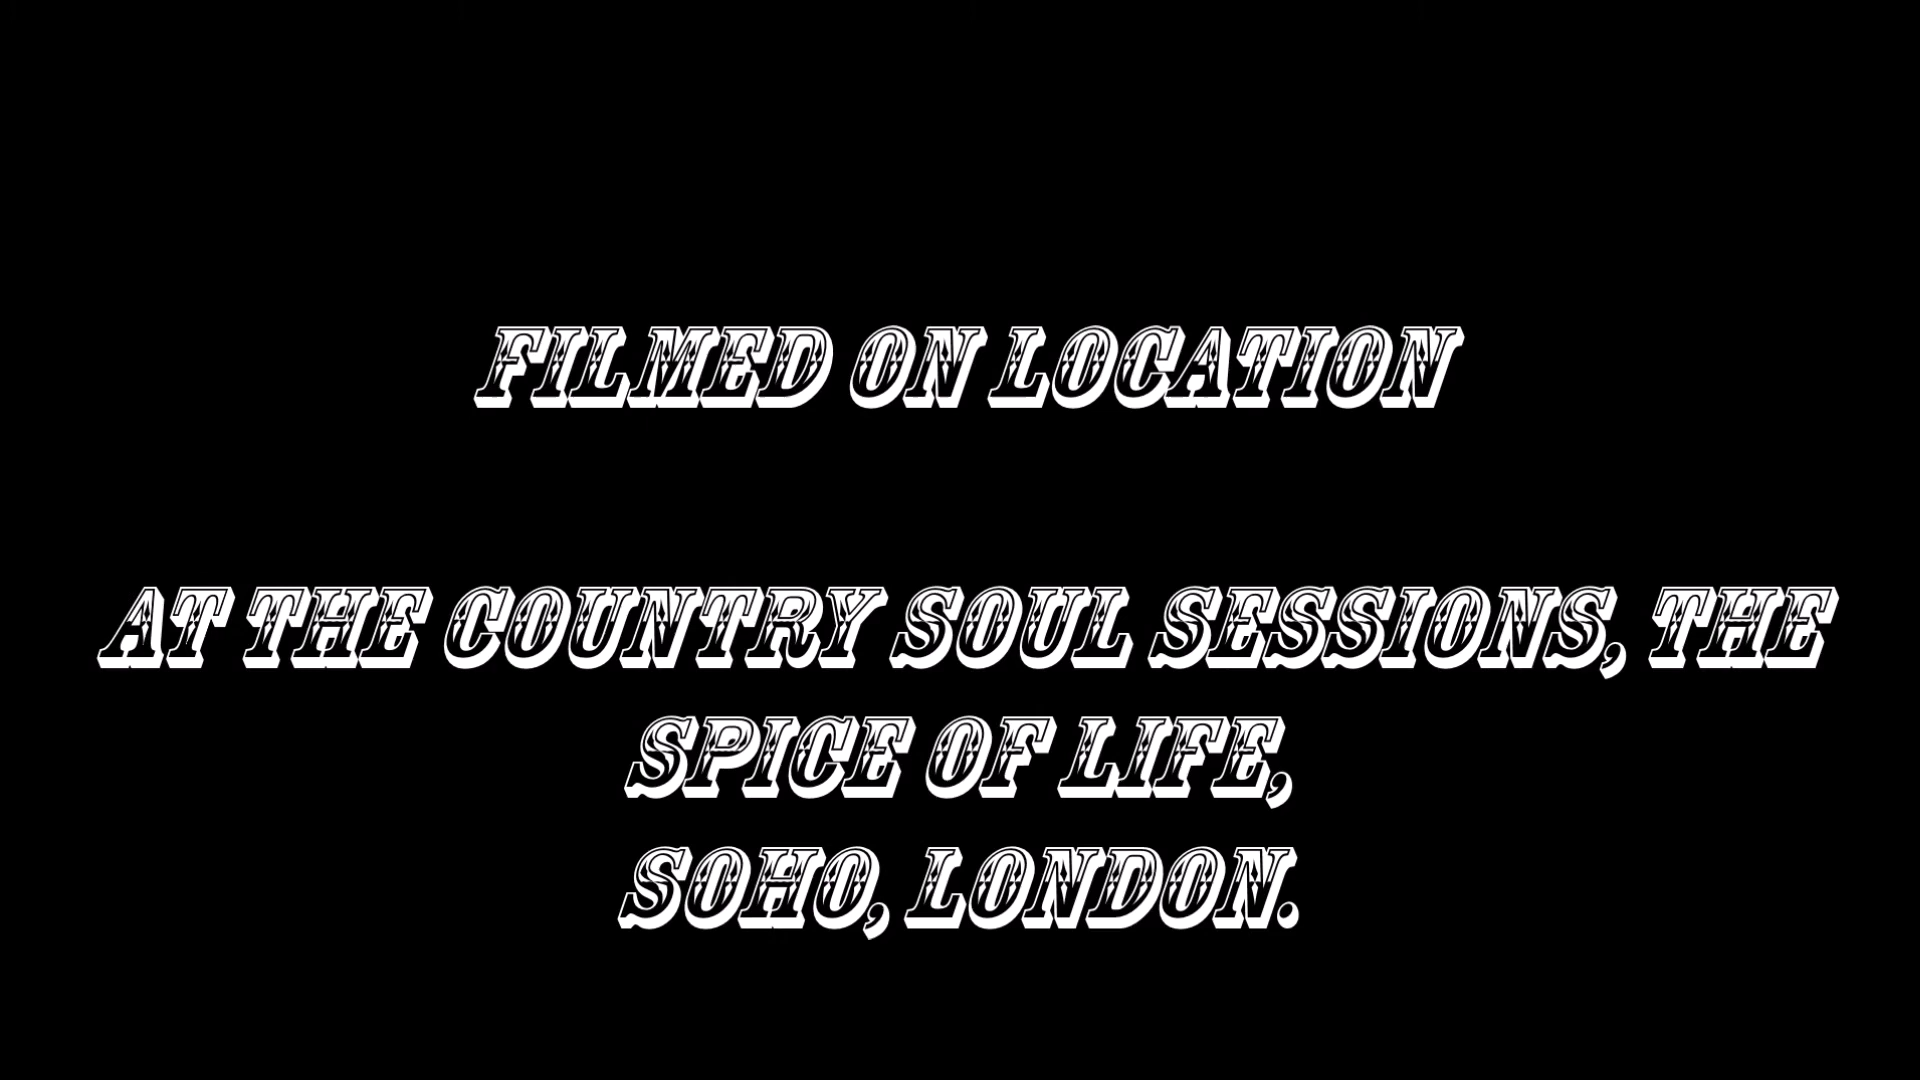 FILMED ON LOCATION
AT THE COUNTRY SOUL SESSIONS, THE
SPICE OF LIFE,
SOHO, LONDON.